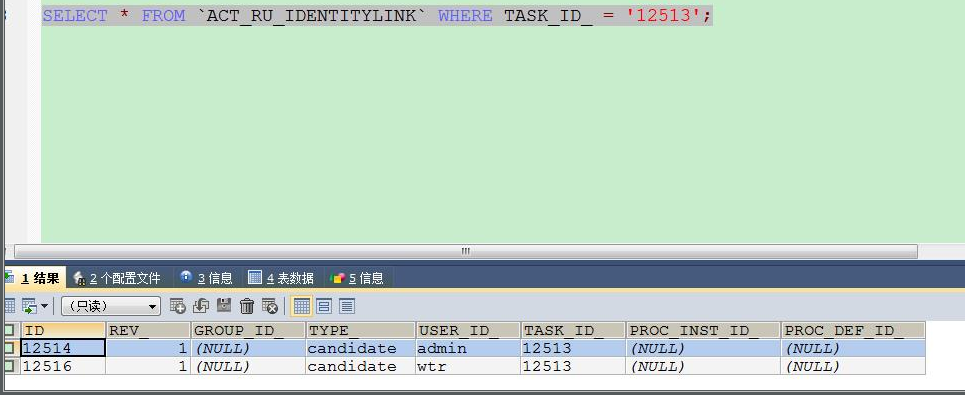 SELECT * FROM `ACT_RU_IDENTITYLINK` WHERE TASK_ID_ = '12513';
1 结果 2 个配置文件 3 信息 4 表数据 5 信息
(只读)
ID REV_ GROUP_ID_ TYPE_ USER_ID_ TASK_ID_ PROC_INST_ID_ PROC_DEF_ID_
12514 1 (NULL) candidate admin 12513 (NULL) (NULL)
12516 1 (NULL) candidate wtr 12513 (NULL) (NULL)